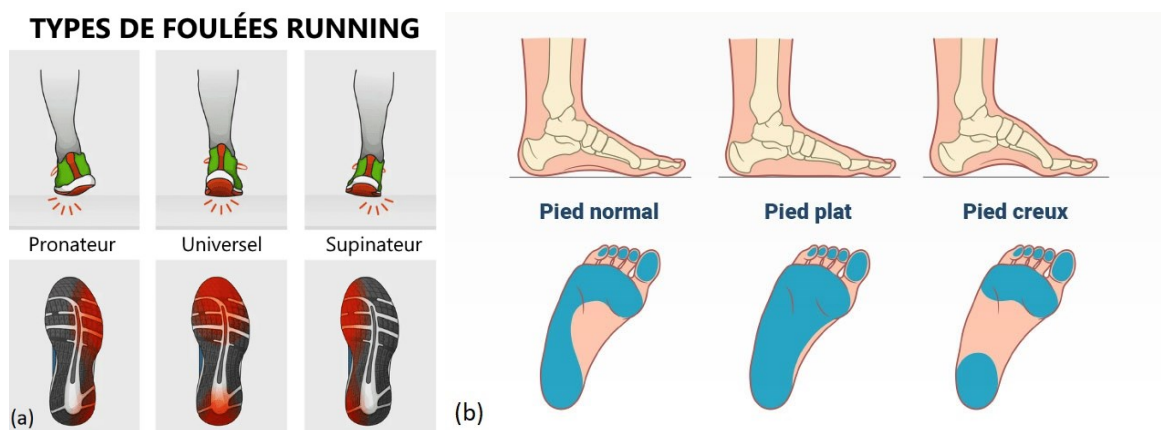 TYPES DE FOULÉES RUNNING
Pronateur
Universel
Supinateur
(a)
Pied normal
Pied plat
Pied creux
(b)